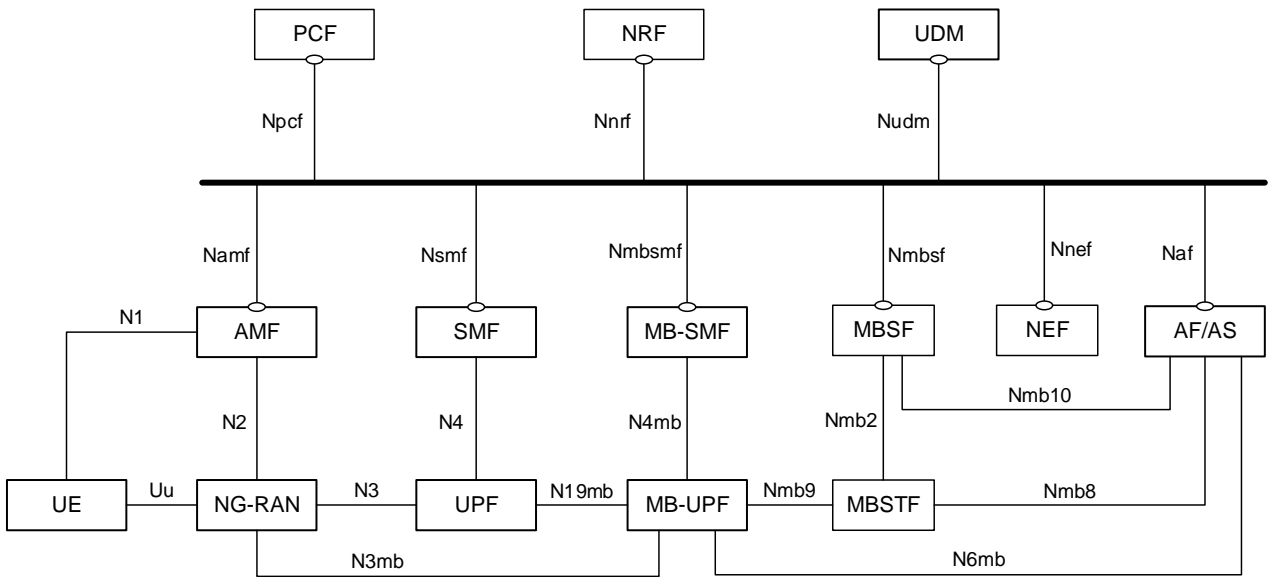 PCF
NRF
UDM
Npcf
Nnrf
Nudm
Namf
Nsmf
Nmbsmf
Nmbsf
Nnef
Naf
N1
AMF
SMF
MB-SMF
MBSF
NEF
AF/AS
Nmb10
N2
N4
N4mb
Nmb2
Uu
N3
N19mb
Nmb9
Nmb8
UE
NG-RAN
UPF
MB-UPF
MBSTF
N3mb
N6mb